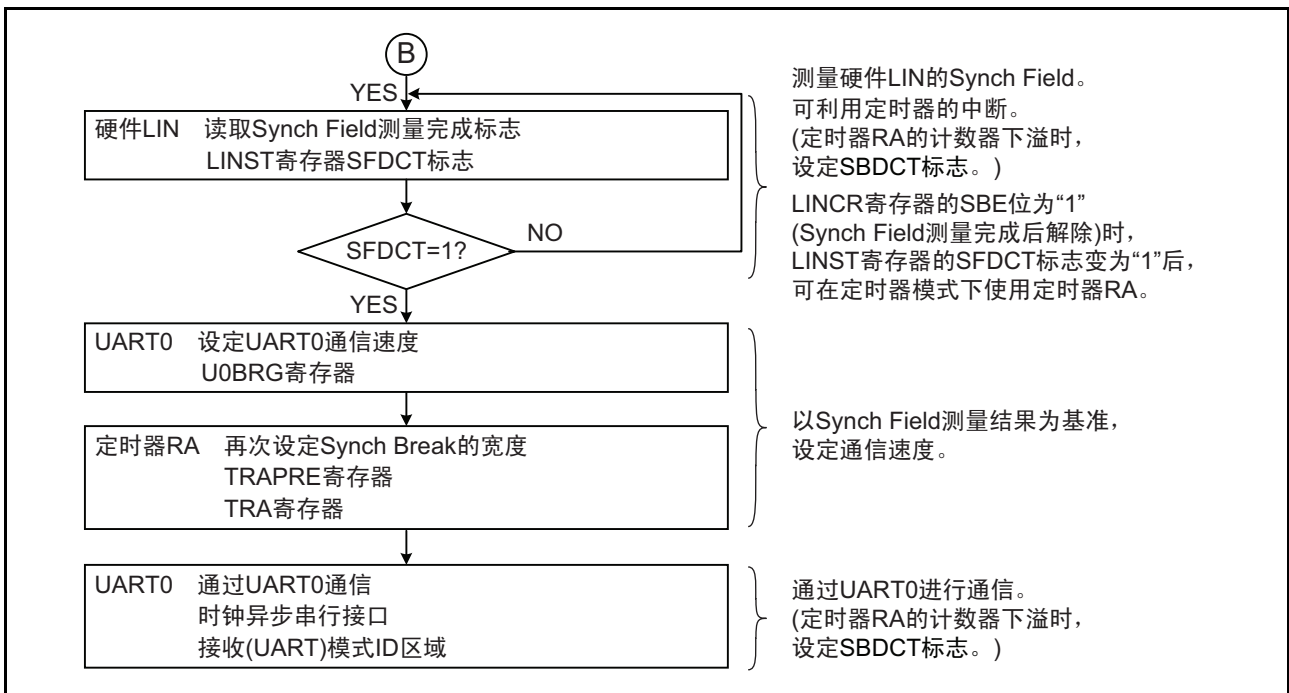 B
YES
硬件LIN 读取Synch Field测量完成标志
LINST寄存器SFDCT标志
SFDCT=1?
NO
YES
UART0 设定UART0通信速度
U0BRG寄存器
定时器RA 再次设定Synch Break的宽度
TRAPRE寄存器
TRA寄存器
UART0 通过UART0通信
时钟异步串行接口
接收(UART)模式ID区域
测量硬件LIN的Synch Field。
可利用定时器的中断。
(定时器RA的计数器下溢时，
设定SBDCT标志。)
LINCR寄存器的SBE位为“1”
(Synch Field测量完成后解除)时，
LINST寄存器的SFDCT标志变为“1”后，
可在定时器模式下使用定时器RA。
以Synch Field测量结果为基准，
设定通信速度。
通过UART0进行通信。
(定时器RA的计数器下溢时，
设定SBDCT标志。)